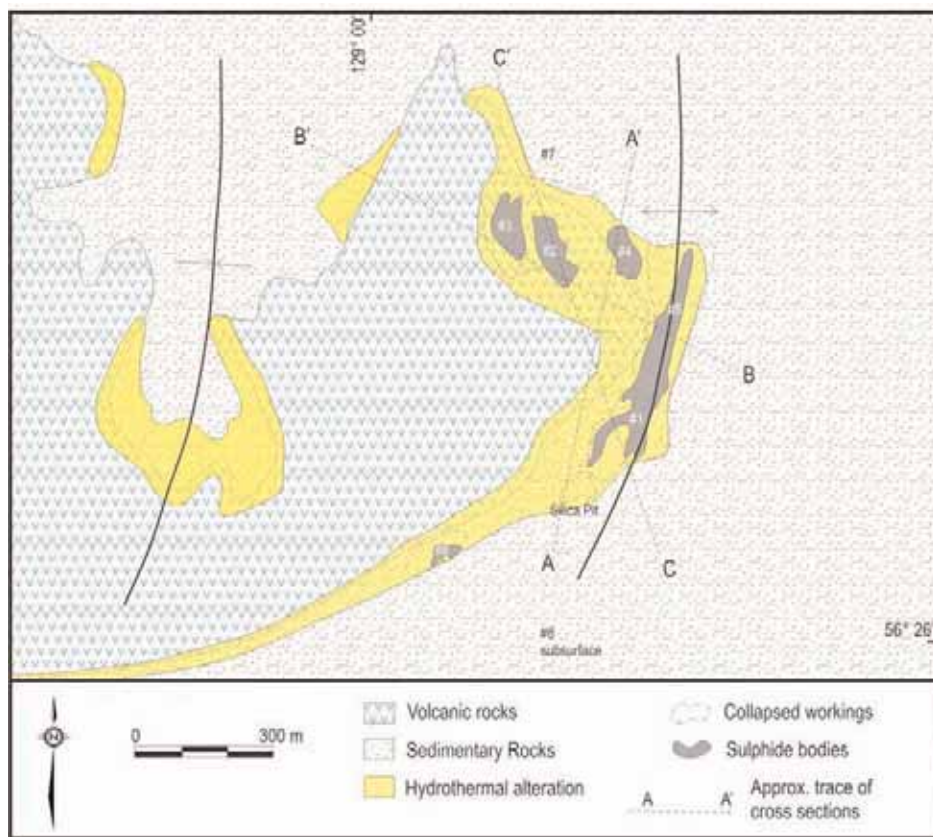 129° 00'
C'
B'
A'
#7
#3
#2
#4
#5
B
#1
Silica Pit
A
C
#6
subsurface
56° 26'
0 300 m
Volcanic rocks
Sedimentary Rocks
Hydrothermal alteration
Collapsed workings
Sulphide bodies
A A' Approx. trace of
cross sections